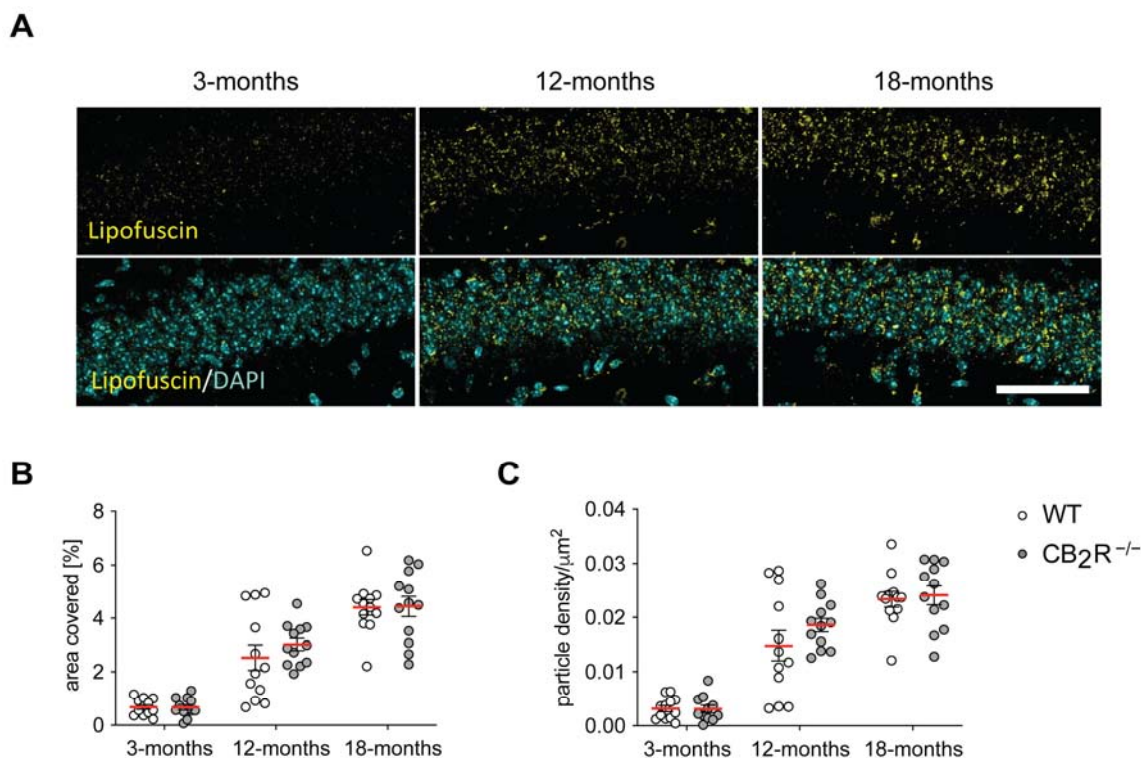 A
3-months 12-months 18-months
Lipofuscin
Lipofuscin/DAPI
B
area covered [%]
8
6
4
2
0
3-months 12-months 18-months
C
particle density/μm²
0.04
0.03
0.02
0.01
0.00
3-months 12-months 18-months
WT
CB₂R⁻/⁻